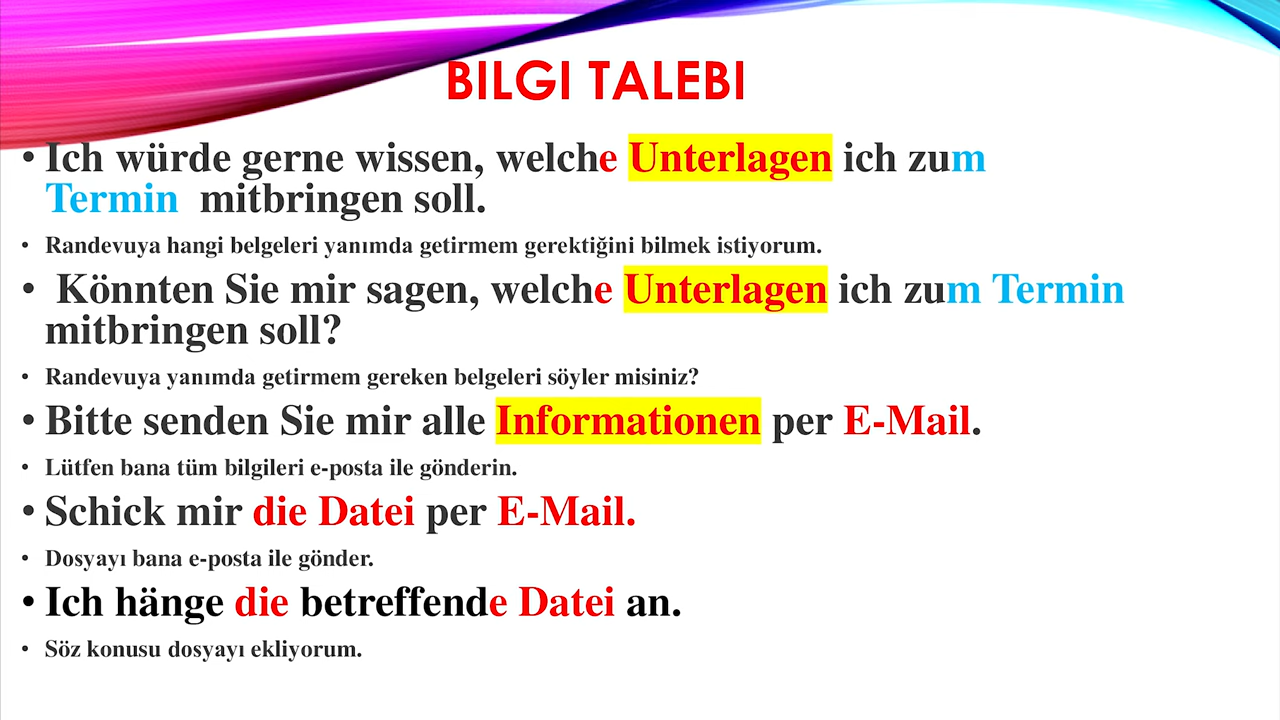 BILGI TALEBI
• Ich würde gerne wissen, welche Unterlagen ich zum
Termin mitbringen soll.
• Randevuya hangi belgeleri yanımda getirmem gerektiğini bilmek istiyorum.
• Könnten Sie mir sagen, welche Unterlagen ich zum Termin
mitbringen soll?
• Randevuya yanımda getirmem gereken belgeleri söyler misiniz?
• Bitte senden Sie mir alle Informationen per E-Mail.
• Lütfen bana tüm bilgileri e-posta ile gönderin.
• Schick mir die Datei per E-Mail.
• Dosyayı bana e-posta ile gönder.
• Ich hänge die betreffende Datei an.
• Söz konusu dosyayı ekliyorum.